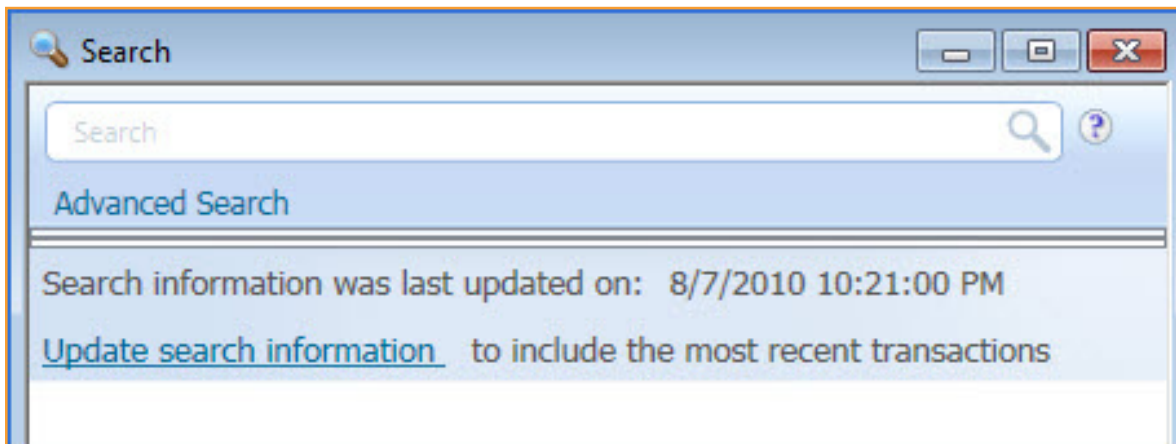 Search
Search
Advanced Search
Search information was last updated on: 8/7/2010 10:21:00 PM
Update search information to include the most recent transactions